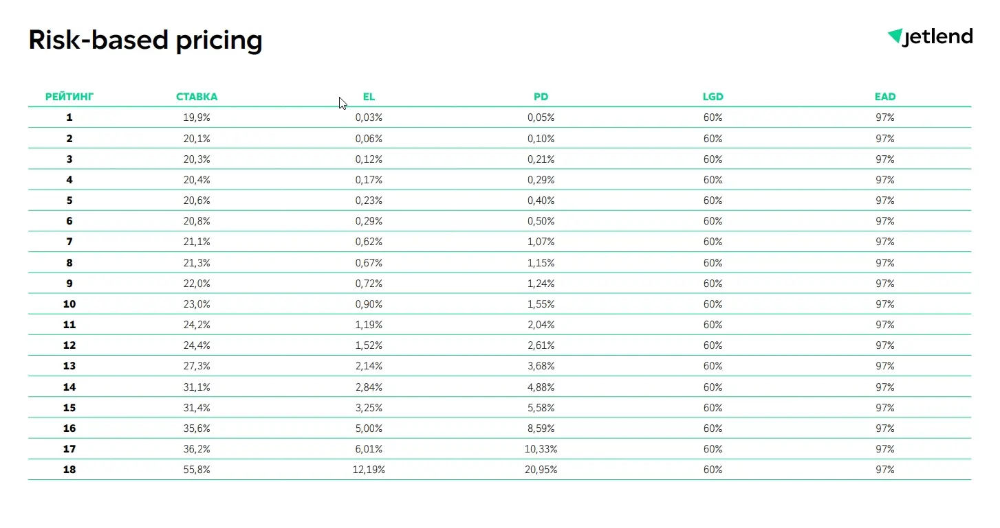 Risk-based pricing
jetlend
РЕЙТИНГ СТАВКА EL PD LGD EAD
1 19,9% 0,03% 0,05% 60% 97%
2 20,1% 0,06% 0,10% 60% 97%
3 20,3% 0,12% 0,21% 60% 97%
4 20,4% 0,17% 0,29% 60% 97%
5 20,6% 0,23% 0,40% 60% 97%
6 20,8% 0,29% 0,50% 60% 97%
7 21,1% 0,62% 1,07% 60% 97%
8 21,3% 0,67% 1,15% 60% 97%
9 22,0% 0,72% 1,24% 60% 97%
10 23,0% 0,90% 1,55% 60% 97%
11 24,2% 1,19% 2,04% 60% 97%
12 24,4% 1,52% 2,61% 60% 97%
13 27,3% 2,14% 3,68% 60% 97%
14 31,1% 2,84% 4,88% 60% 97%
15 31,4% 3,25% 5,58% 60% 97%
16 35,6% 5,00% 8,59% 60% 97%
17 36,2% 6,01% 10,33% 60% 97%
18 55,8% 12,19% 20,95% 60% 97%